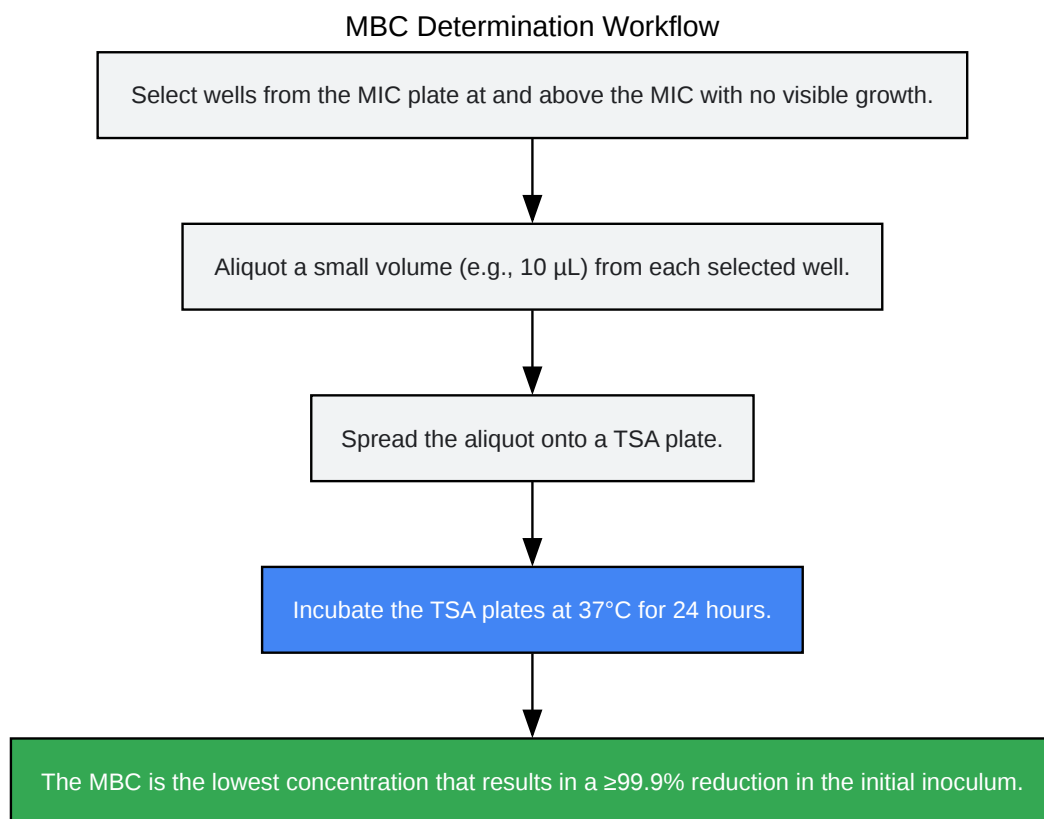 MBC Determination Workflow
Select wells from the MIC plate at and above the MIC with no visible growth.
Aliquot a small volume (e.g., 10 µL) from each selected well.
Spread the aliquot onto a TSA plate.
Incubate the TSA plates at 37°C for 24 hours.
The MBC is the lowest concentration that results in a ≥99.9% reduction in the initial inoculum.